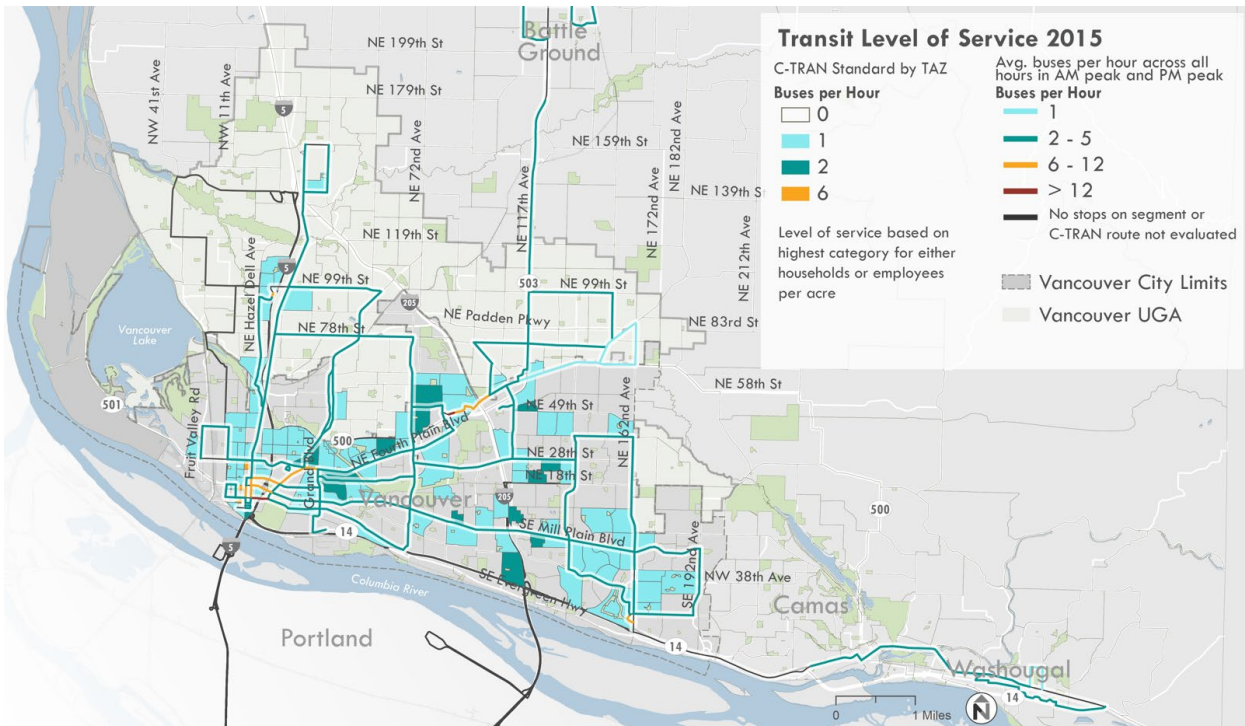 Transit Level of Service 2015
C-TRAN Standard by TAZ
Buses per Hour
0
1
2
6
Level of service based on
highest category for either
households or employees
per acre
Avg. buses per hour across all
hours in AM peak and PM peak
Buses per Hour
1
2 - 5
6 - 12
> 12
No stops on segment or
C-TRAN route not evaluated
Vancouver City Limits
Vancouver UGA
Battle
Ground
NE 199th St
NE 179th St
NW 41st Ave
NW 11th Ave
5
NE 72nd Ave
NE 159th St
NE 182nd Ave
NE 117th Ave
NE 172nd Ave
NE 139th St
NE 119th St
NE 212th Ave
NE Hazel Dell Ave
5
NE 99th St
205
503
NE 99th St
NE Padden Pkwy
NE 83rd St
NE 78th St
Vancouver
Lake
NE 58th St
501
Fruit Valley Rd
NE 49th St
NE 162nd Ave
500
NE Fourth Plain Blvd
Grand Blvd
NE 28th St
NE 18th St
Vancouver
205
500
SE Mill Plain Blvd
14
5
SE 192nd Ave
NW 38th Ave
Columbia River
SE Evergreen Hwy
Camas
Portland
14
Washougal
14
0
1 Miles
N